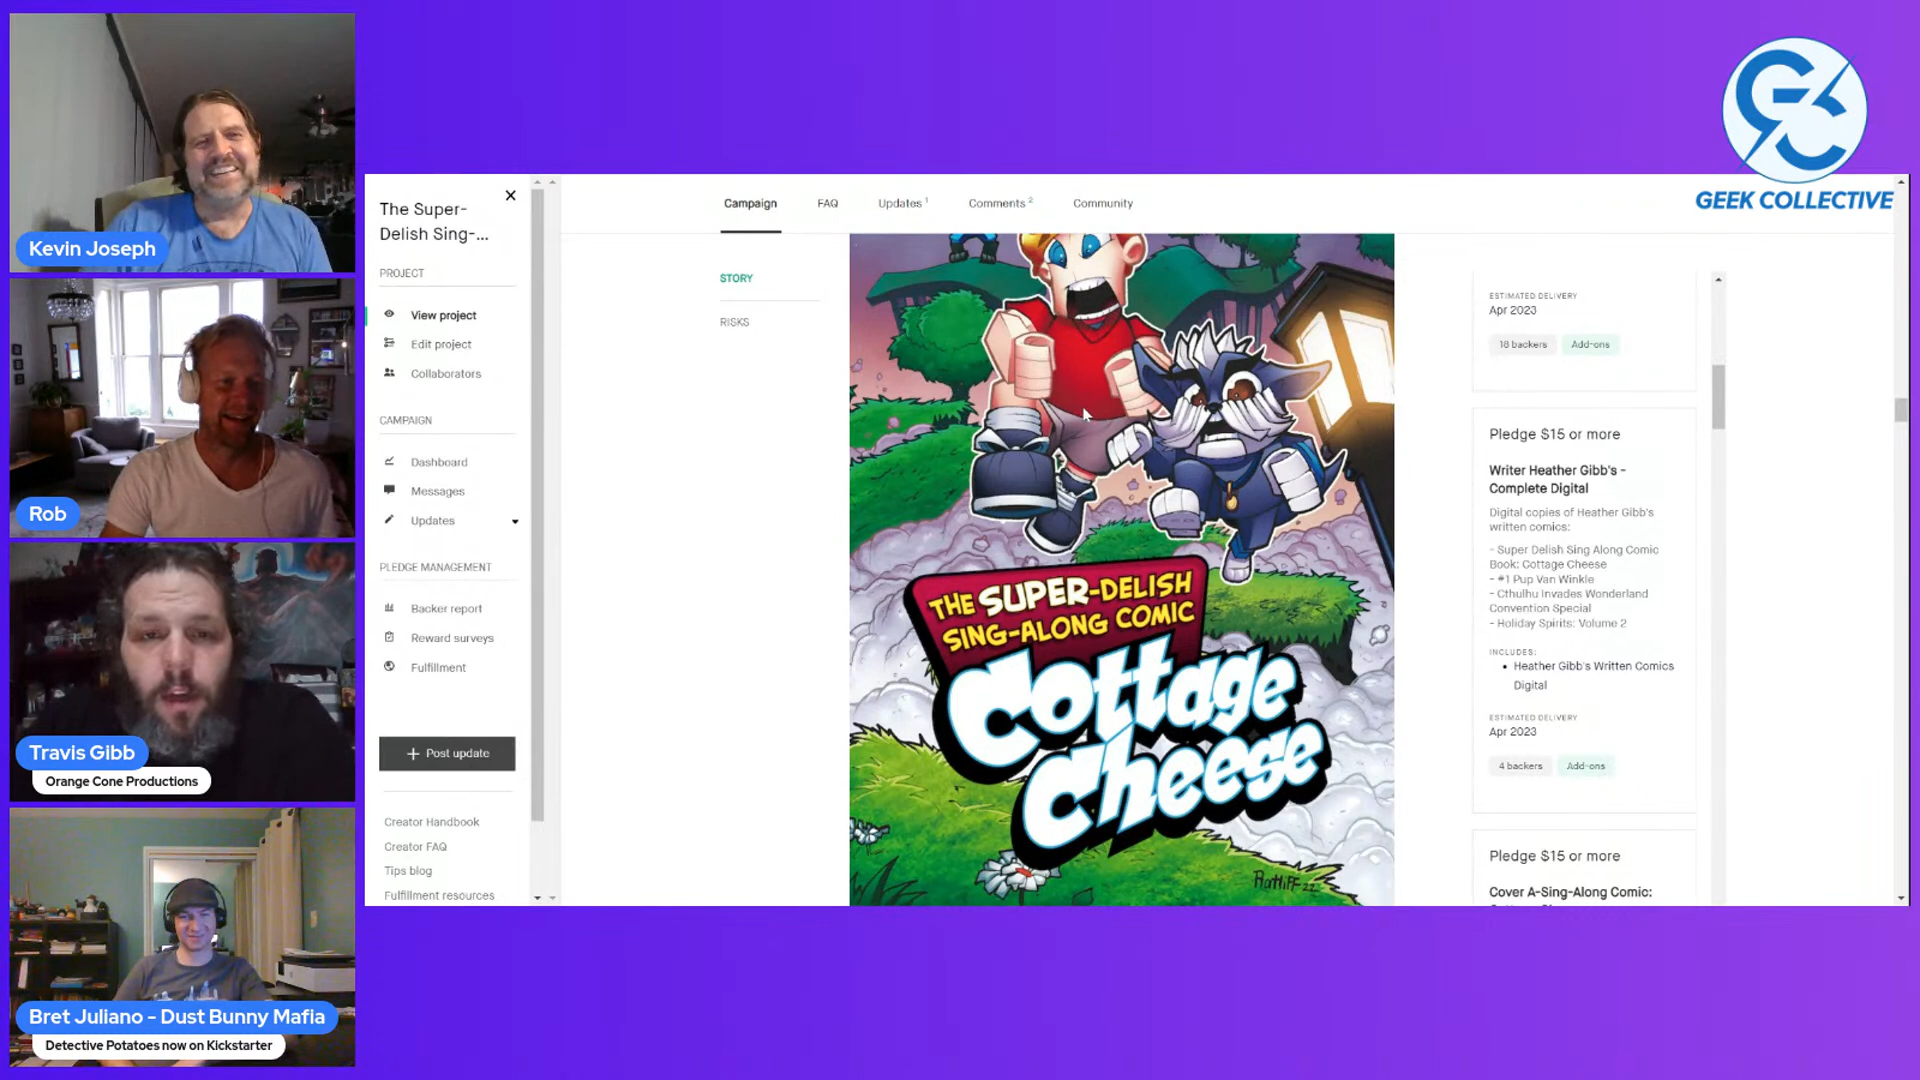 Kevin Joseph
Rob
Travis Gibb
Orange Cone Productions
Bret Juliano - Dust Bunny Mafia
Detective Potatoes now on Kickstarter
GEEK COLLECTIVE
The Super-
Delish Sing-...
PROJECT
View project
Edit project
Collaborators
CAMPAIGN
Dashboard
Messages
Updates
PLEDGE MANAGEMENT
Backer report
Reward surveys
Fulfillment
+ Post update
Creator Handbook
Creator FAQ
Tips blog
Fulfillment resources
Campaign FAQ Updates 1 Comments 2 Community
STORY
RISKS
THE SUPER-DELISH
SING-ALONG COMIC
Cottage
Cheese
Ratliff 22
ESTIMATED DELIVERY
Apr 2023
18 backers Add-ons
Pledge $15 or more
Writer Heather Gibb's -
Complete Digital
Digital copies of Heather Gibb's
written comics:
- Super Delish Sing Along Comic
Book: Cottage Cheese
- #1 Pup Van Winkle
- Cthulhu Invades Wonderland
Convention Special
- Holiday Spirits: Volume 2
INCLUDES:
• Heather Gibb's Written Comics
Digital
ESTIMATED DELIVERY
Apr 2023
4 backers Add-ons
Pledge $15 or more
Cover A-Sing-Along Comic: